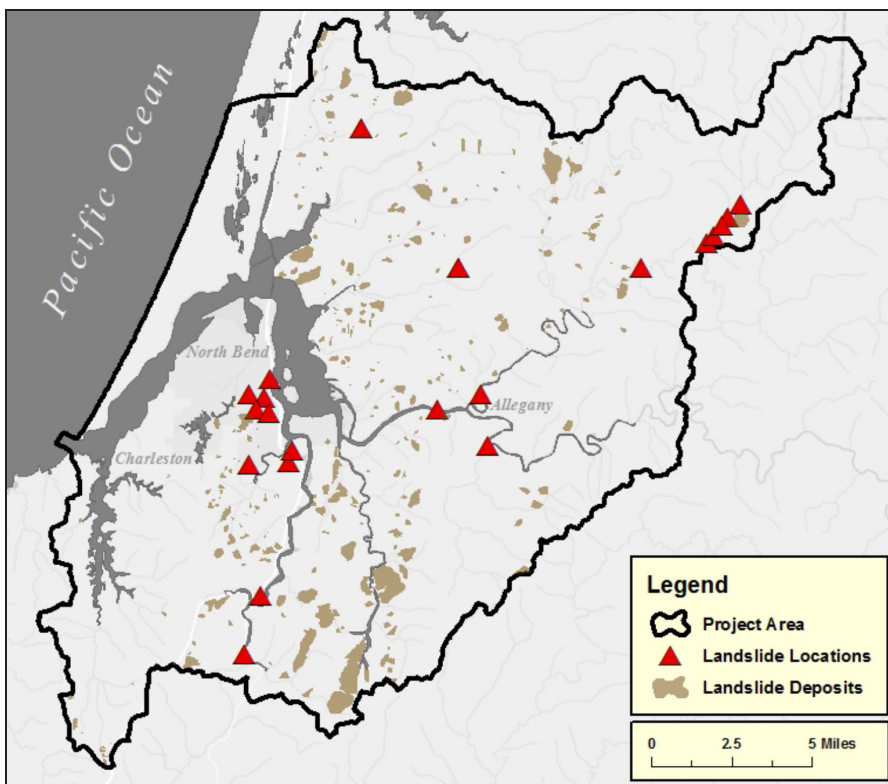 Pacific Ocean
North Bend
Allegany
Charleston
Legend
Project Area
Landslide Locations
Landslide Deposits
0 2.5 5 Miles